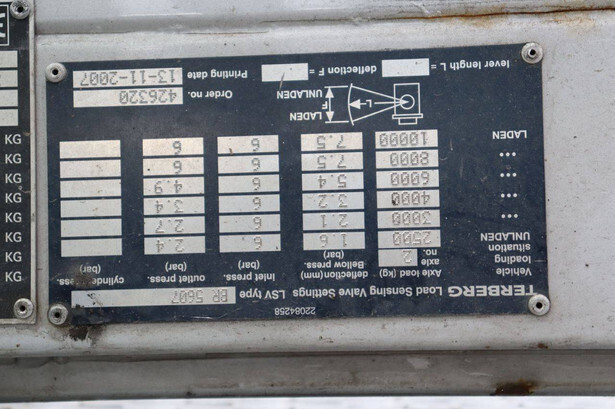 22084258
TERBERG Load Sensing Valve Settings LSV type BR 5607
Vehicle loading situation Axle load (kg) Bellow press. deflection(mm) (bar) Inlet press. (bar) outlet press. (bar) cylinder press. (bar)
axle no. 2
UNLADEN 2500 1.6 6 2.4
... 3000 2.1 6 2.7
... 4000 3.2 6 3.4
... 6000 5.4 6 4.9
... 8000 7.5 6 6
LADEN 10000 7.5 6 6
LADEN
F
L
UNLADEN
Order no. 426320
lever length L = deflection F = Printing date 13-11-2007
KG
KG
KG
KG
KG
KG
KG
KG